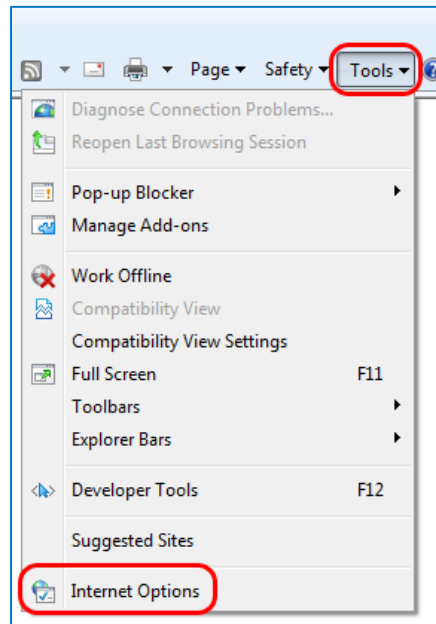 Page Safety Tools
Diagnose Connection Problems...
Reopen Last Browsing Session
Pop-up Blocker
Manage Add-ons
Work Offline
Compatibility View
Compatibility View Settings
Full Screen F11
Toolbars
Explorer Bars
Developer Tools F12
Suggested Sites
Internet Options